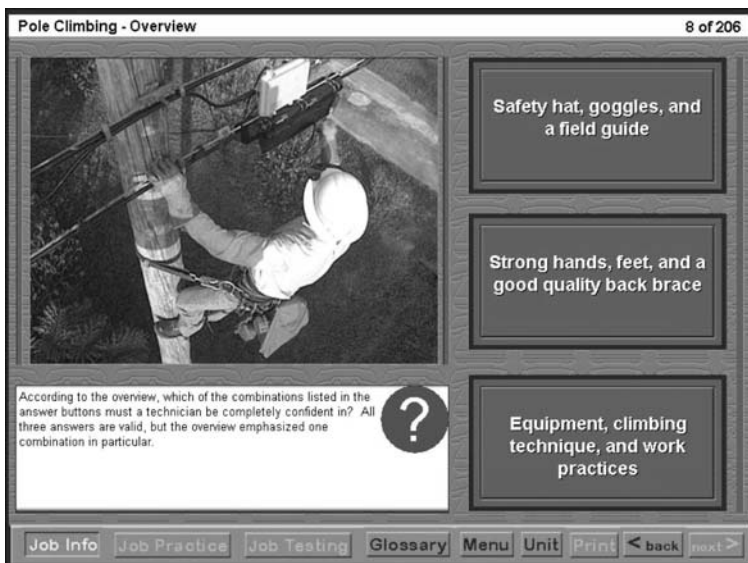 Pole Climbing - Overview
8 of 206
Safety hat, goggles, and
a field guide
Strong hands, feet, and a
good quality back brace
According to the overview, which of the combinations listed in the
answer buttons must a technician be completely confident in?  All
three answers are valid, but the overview emphasized one
combination in particular.
?
Equipment, climbing
technique, and work
practices
Job Info
Job Practice
Job Testing
Glossary
Menu
Unit
Print
< back
next >